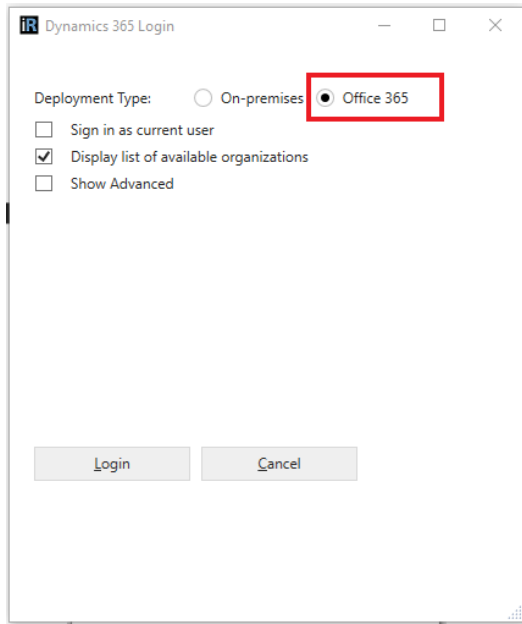 iR Dynamics 365 Login
Deployment Type: On-premises Office 365
Sign in as current user
Display list of available organizations
Show Advanced
Login Cancel